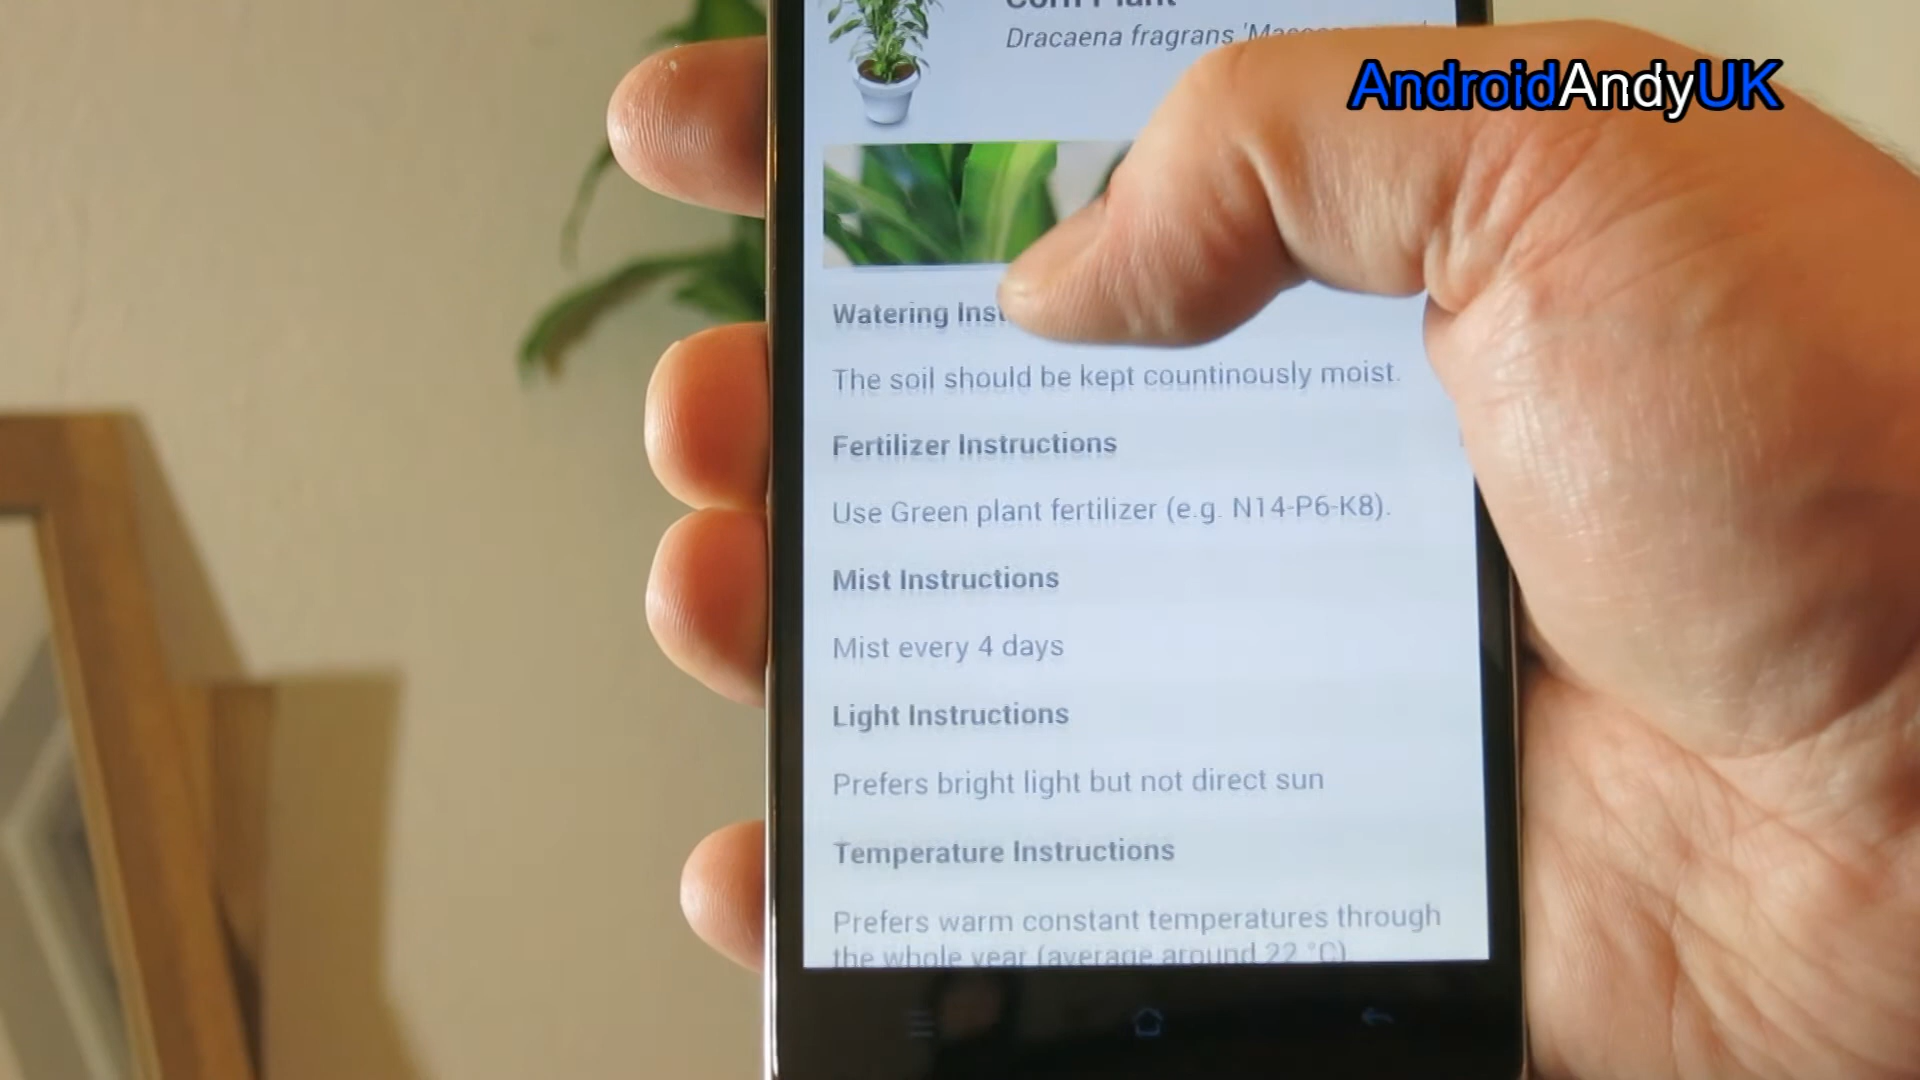 Corn Plant
Dracaena fragrans
AndroidAndyUK
Watering
The soil should be kept countinously moist.
Fertilizer Instructions
Use Green plant fertilizer (e.g. N14-P6-K8).
Mist Instructions
Mist every 4 days
Light Instructions
Prefers bright light but not direct sun
Temperature Instructions
Prefers warm constant temperatures through
the whole year (average around 22 °C).